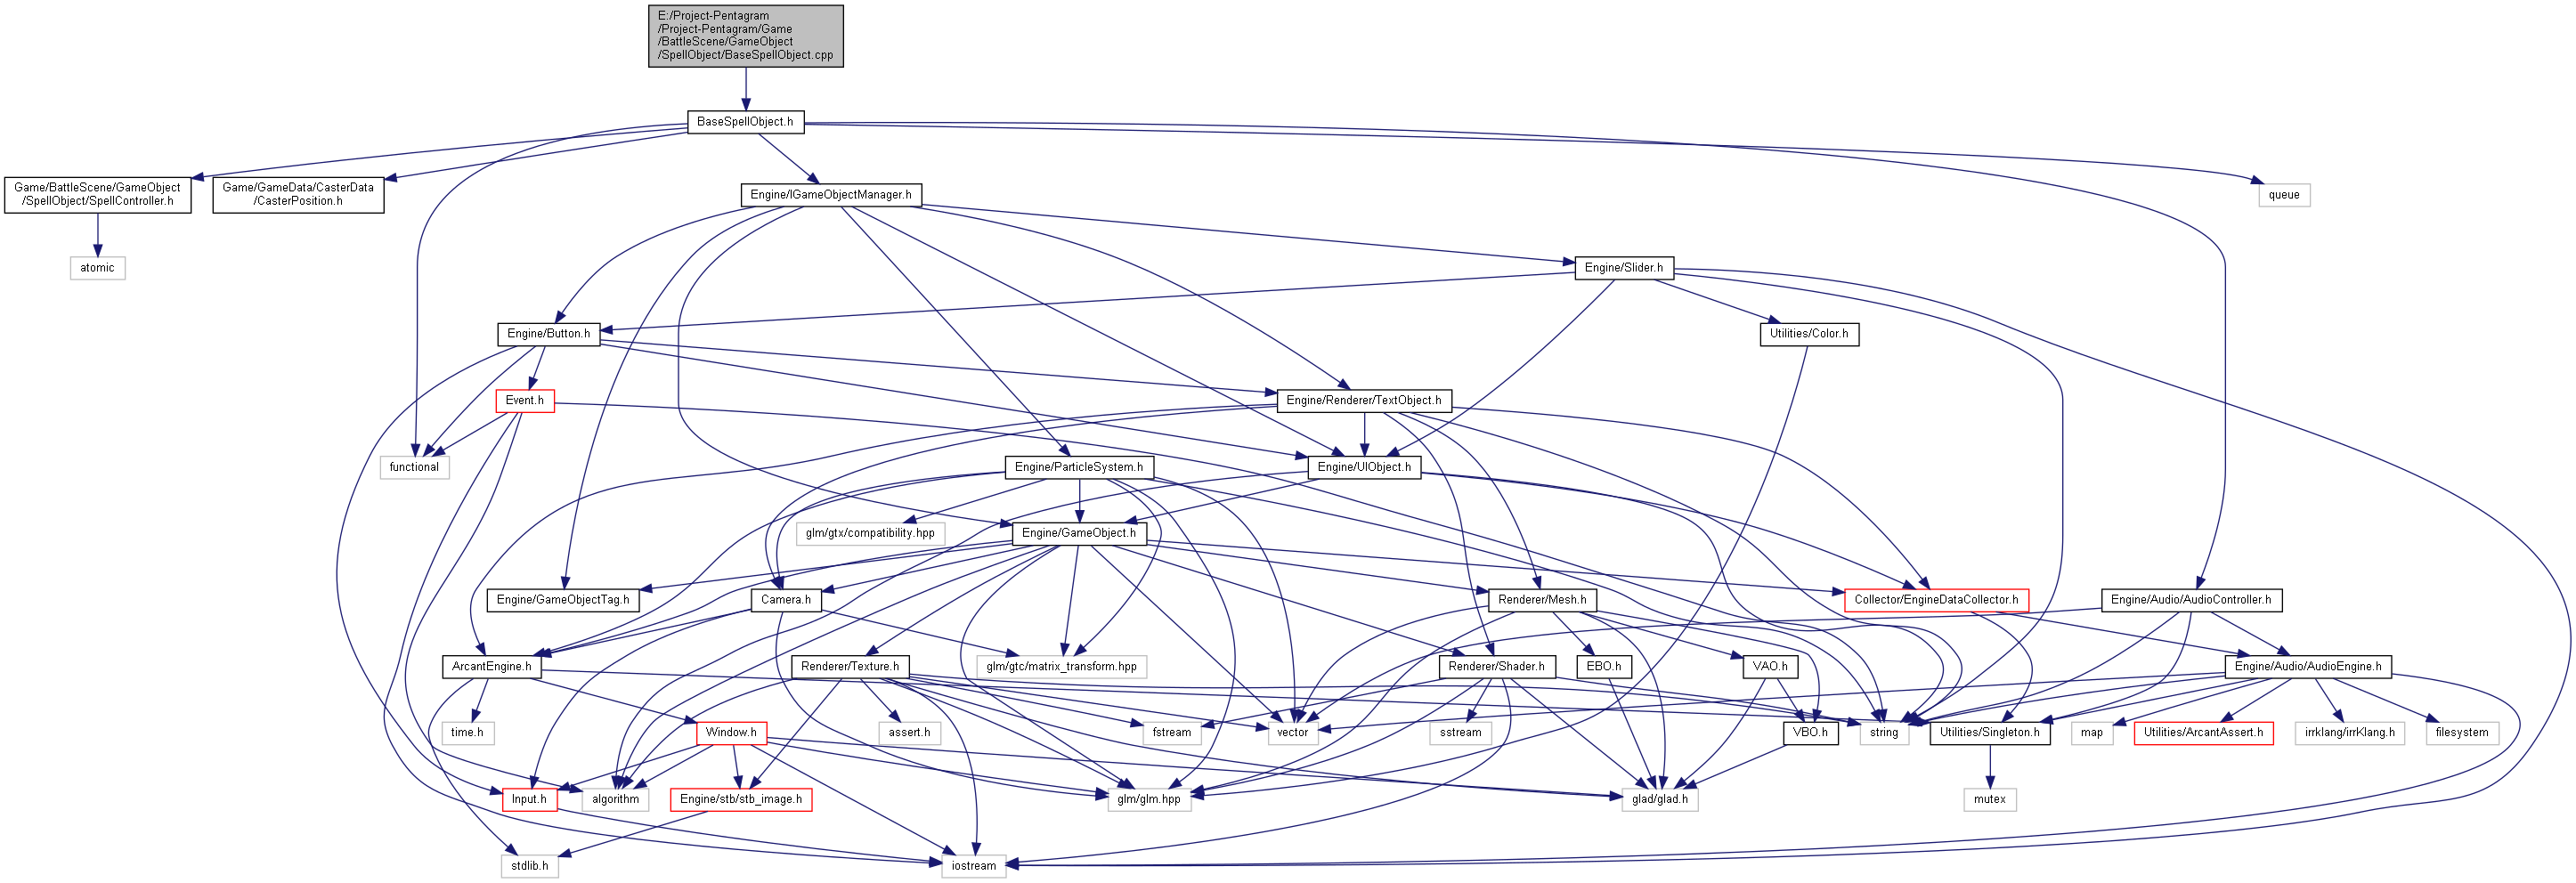 E:/Project-Pentagram
/Project-Pentagram/Game
/BattleScene/GameObject
/SpellObject/BaseSpellObject.cpp
BaseSpellObject.h
Game/BattleScene/GameObject
/SpellObject/SpellController.h
Game/GameData/CasterData
/CasterPosition.h
Engine/IGameObjectManager.h
queue
atomic
Engine/Slider.h
Engine/Button.h
Utilities/Color.h
Event.h
Engine/Renderer/TextObject.h
functional
Engine/ParticleSystem.h
Engine/UIObject.h
glm/gtx/compatibility.hpp
Engine/GameObject.h
Engine/GameObjectTag.h
Camera.h
Renderer/Mesh.h
Collector/EngineDataCollector.h
Engine/Audio/AudioController.h
ArcantEngine.h
Renderer/Texture.h
glm/gtc/matrix_transform.hpp
Renderer/Shader.h
EBO.h
VAO.h
Engine/Audio/AudioEngine.h
time.h
Window.h
assert.h
fstream
vector
sstream
VBO.h
string
Utilities/Singleton.h
map
Utilities/ArcantAssert.h
irrklang/irrKlang.h
filesystem
Input.h
algorithm
Engine/stb/stb_image.h
glm/glm.hpp
glad/glad.h
mutex
stdlib.h
iostream